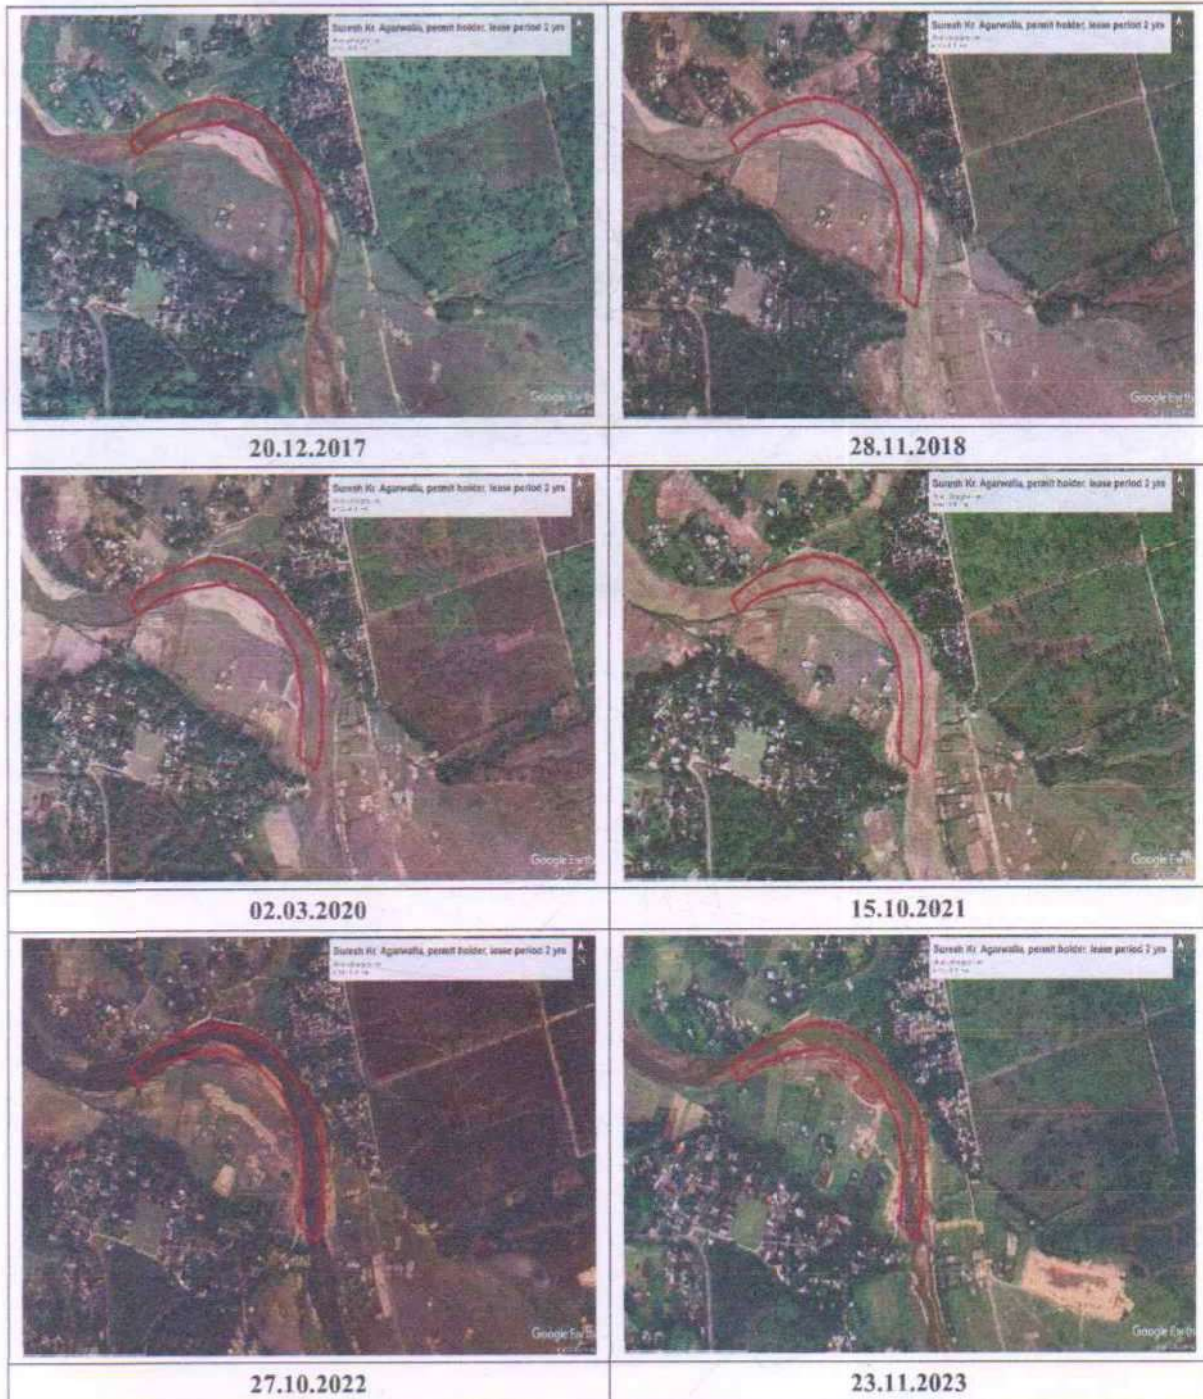 Suresh Kr. Agarwalla, permit holder, lease period 2 yrs
Suresh Kr. Agarwalla, permit holder, lease period 2 yrs
Google Earth
Google Earth
20.12.2017
28.11.2018
Suresh Kr. Agarwalla, permit holder, lease period 2 yrs
Suresh Kr. Agarwalla, permit holder, lease period 2 yrs
Google Earth
Google Earth
02.03.2020
15.10.2021
Suresh Kr. Agarwalla, permit holder, lease period 2 yrs
Suresh Kr. Agarwalla, permit holder, lease period 2 yrs
Google Earth
Google Earth
27.10.2022
23.11.2023